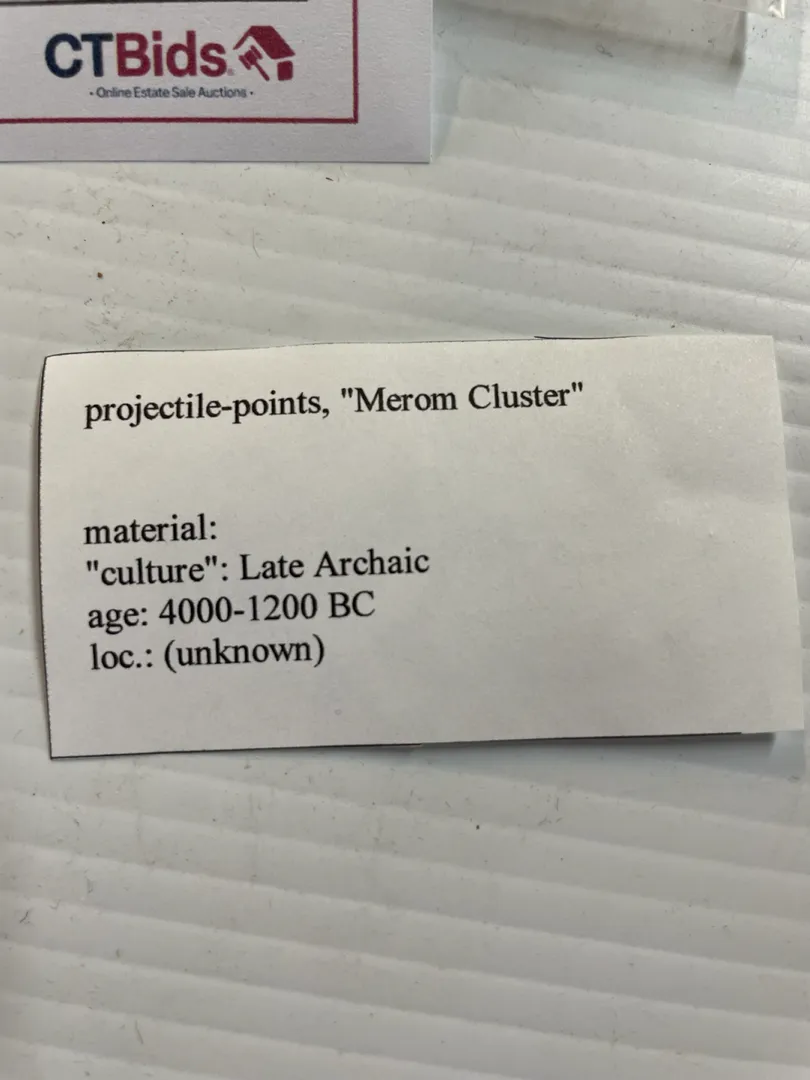 CTBids
• Online Estate Sale Auctions •
projectile-points, "Merom Cluster"
material:
"culture": Late Archaic
age: 4000-1200 BC
loc.: (unknown)